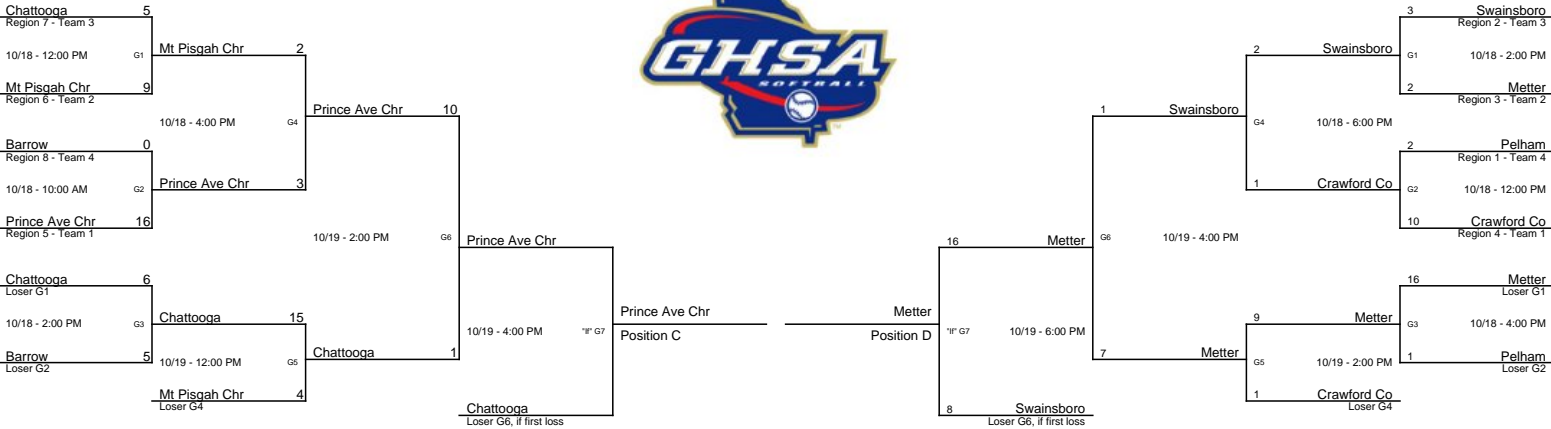 Chattooga 5
Region 7 - Team 3
10/18 - 12:00 PM G1
Mt Pisgah Chr 2
Mt Pisgah Chr 9
Region 6 - Team 2
10/18 - 4:00 PM G4
Prince Ave Chr 10
Barrow 0
Region 8 - Team 4
10/18 - 10:00 AM G2
Prince Ave Chr 3
Prince Ave Chr 16
Region 5 - Team 1
10/19 - 2:00 PM G6
Prince Ave Chr
Chattooga 6
Loser G1
10/18 - 2:00 PM G3
Chattooga 15
Barrow 5
Loser G2
10/19 - 12:00 PM G5
Chattooga 1
Mt Pisgah Chr 4
Loser G4
10/19 - 4:00 PM "If" G7
Prince Ave Chr
Position C
Chattooga
Loser G6, if first loss
GHSA
SOFTBALL
TM
3 Swainsboro
Region 2 - Team 3
2 Swainsboro
G1 10/18 - 2:00 PM
2 Metter
Region 3 - Team 2
1 Swainsboro
G4 10/18 - 6:00 PM
2 Pelham
Region 1 - Team 4
1 Crawford Co
G2 10/18 - 12:00 PM
10 Crawford Co
Region 4 - Team 1
16 Metter
G6 10/19 - 4:00 PM
16 Metter
Loser G1
9 Metter
G3 10/18 - 4:00 PM
1 Pelham
Loser G2
7 Metter
G5 10/19 - 2:00 PM
1 Crawford Co
Loser G4
Metter
Position D
"If" G7 10/19 - 6:00 PM
8 Swainsboro
Loser G6, if first loss